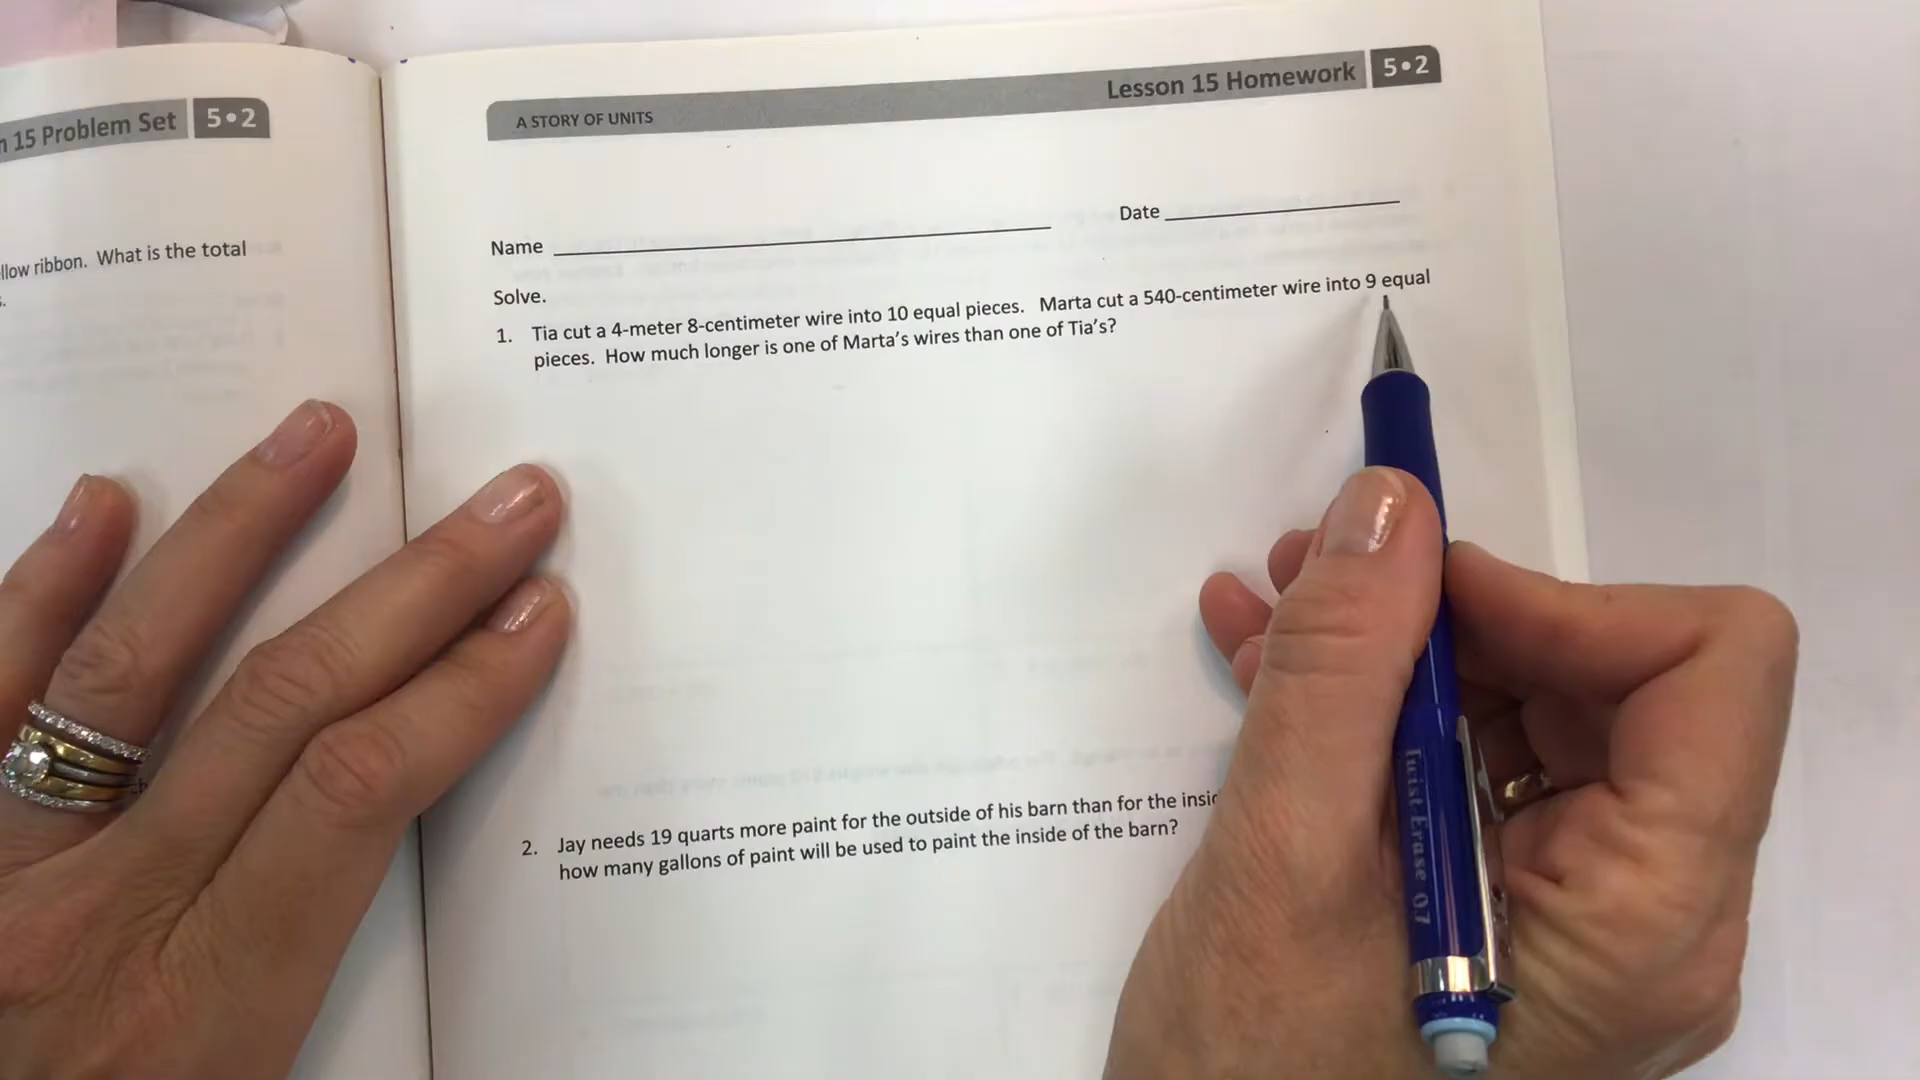 15 Problem Set 5•2
llow ribbon. What is the total
A STORY OF UNITS
Lesson 15 Homework 5•2
Name
Date
Solve.
1. Tia cut a 4-meter 8-centimeter wire into 10 equal pieces. Marta cut a 540-centimeter wire into 9 equal
pieces. How much longer is one of Marta's wires than one of Tia's?
2. Jay needs 19 quarts more paint for the outside of his barn than for the
how many gallons of paint will be used to paint the inside of the barn?
Twist-Erase 0.7